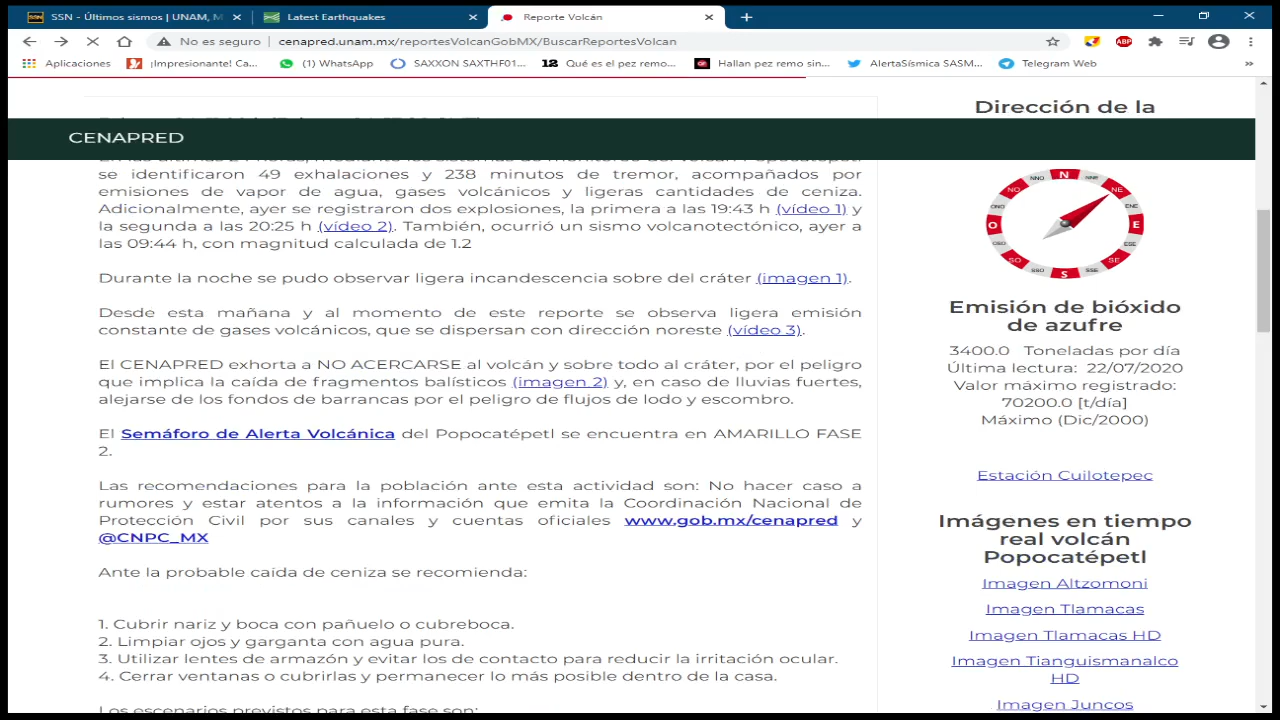 SSN - Últimos sismos | UNAM, M
Latest Earthquakes
Reporte Volcán
No es seguro
cenapred.unam.mx/reportesVolcanGobMX/BuscarReportesVolcan
Aplicaciones
¡Impresionante! Ca...
(1) WhatsApp
SAXXON SAXTHF01...
12
Qué es el pez remo...
Hallan pez remo sin...
AlertaSísmica SASM...
Telegram Web
»
CENAPRED
se identificaron 49 exhalaciones y 238 minutos de tremor, acompañados por
emisiones de vapor de agua, gases volcánicos y ligeras cantidades de ceniza.
Adicionalmente, ayer se registraron dos explosiones, la primera a las 19:43 h (vídeo 1) y
la segunda a las 20:25 h (vídeo 2). También, ocurrió un sismo volcanotectónico, ayer a
las 09:44 h, con magnitud calculada de 1.2
Durante la noche se pudo observar ligera incandescencia sobre del cráter (imagen 1).
Desde esta mañana y al momento de este reporte se observa ligera emisión
constante de gases volcánicos, que se dispersan con dirección noreste (vídeo 3).
El CENAPRED exhorta a NO ACERCARSE al volcán y sobre todo al cráter, por el peligro
que implica la caída de fragmentos balísticos (imagen 2) y, en caso de lluvias fuertes,
alejarse de los fondos de barrancas por el peligro de flujos de lodo y escombro.
El Semáforo de Alerta Volcánica del Popocatépetl se encuentra en AMARILLO FASE
2.
Las recomendaciones para la población ante esta actividad son: No hacer caso a
rumores y estar atentos a la información que emita la Coordinación Nacional de
Protección Civil por sus canales y cuentas oficiales www.gob.mx/cenapred y
@CNPC_MX
Ante la probable caída de ceniza se recomienda:
1. Cubrir nariz y boca con pañuelo o cubreboca.
2. Limpiar ojos y garganta con agua pura.
3. Utilizar lentes de armazón y evitar los de contacto para reducir la irritación ocular.
4. Cerrar ventanas o cubrirlas y permanecer lo más posible dentro de la casa.
Los escenarios previstos para esta fase son:
Dirección de la
N
NNE
NE
ENE
E
ESE
SE
SSE
S
SSO
SO
OSO
O
ONO
NO
NNO
Emisión de bióxido
de azufre
3400.0 Toneladas por día
Última lectura: 22/07/2020
Valor máximo registrado:
70200.0 [t/día]
Máximo (Dic/2000)
Estación Cuilotepec
Imágenes en tiempo
real volcán
Popocatépetl
Imagen Altzomoni
Imagen Tlamacas
Imagen Tlamacas HD
Imagen Tianguismanalco
HD
Imagen Juncos